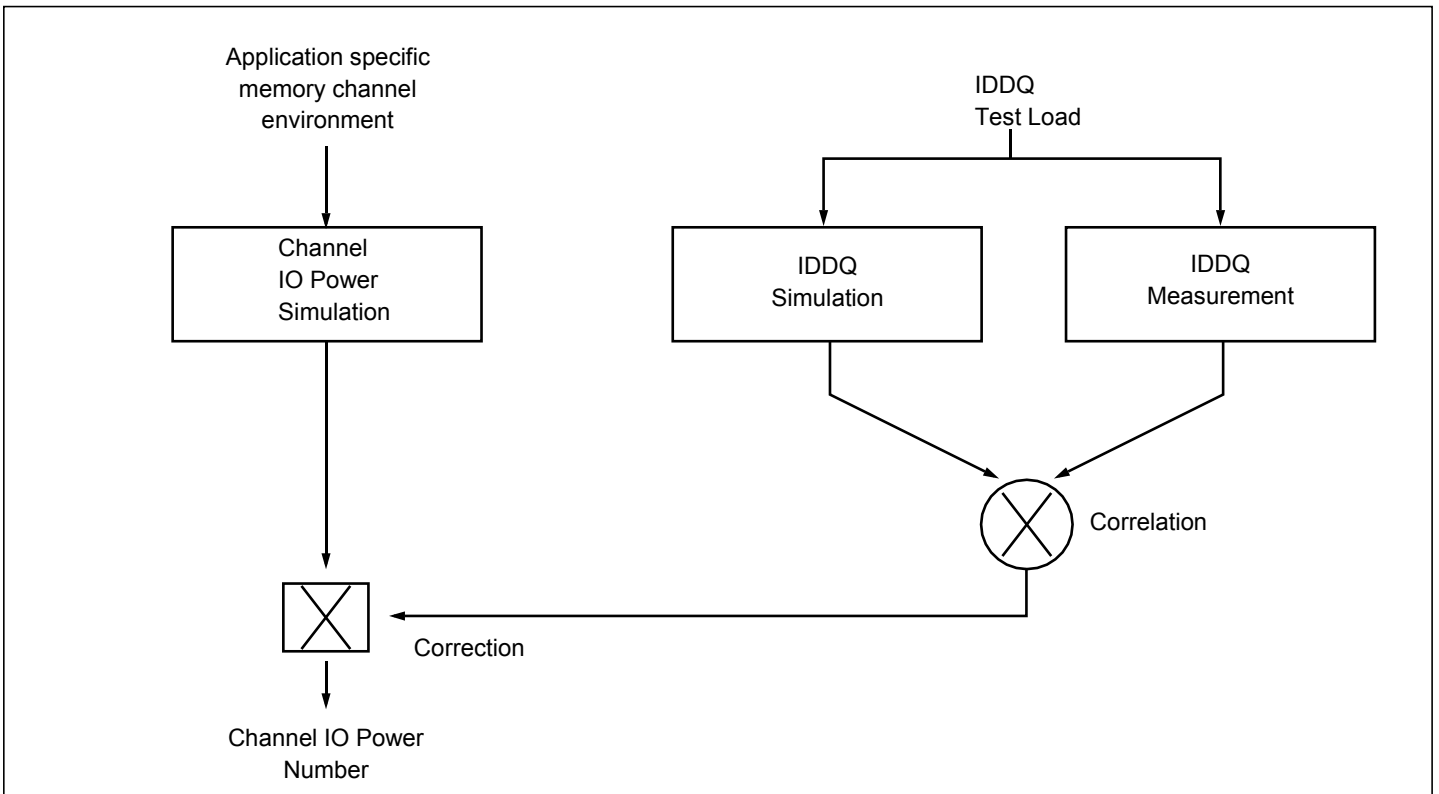 Application specific
memory channel
environment
IDDQ
Test Load
Channel
IO Power
Simulation
IDDQ
Simulation
IDDQ
Measurement
Correlation
Correction
Channel IO Power
Number